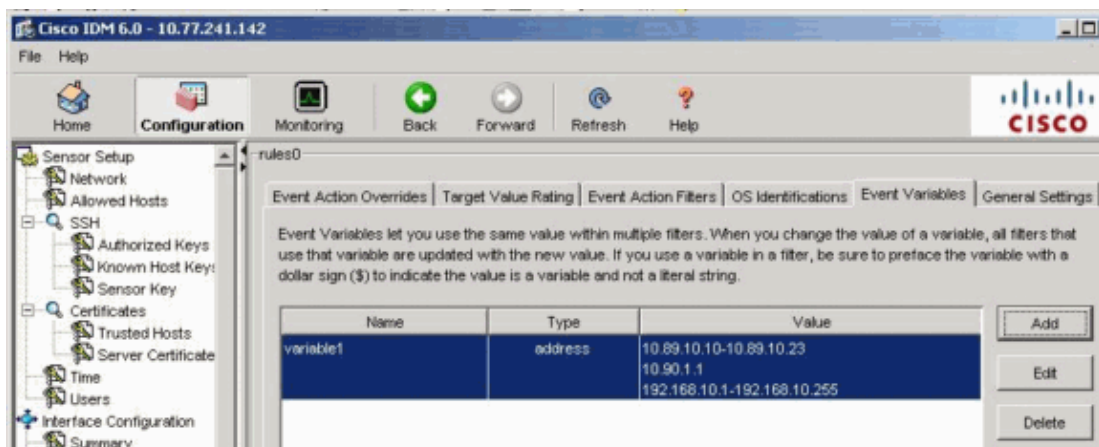 Cisco IDM 6.0 - 10.77.241.142
File Help
Home Configuration Monitoring Back Forward Refresh Help
CISCO
Sensor Setup
Network
Allowed Hosts
SSH
Authorized Keys
Known Host Key
Sensor Key
Certificates
Trusted Hosts
Server Certificate
Time
Users
Interface Configuration
Summary
rules0
Event Action Overrides Target Value Rating Event Action Filters OS Identifications Event Variables General Settings
Event Variables let you use the same value within multiple filters. When you change the value of a variable, all filters that
use that variable are updated with the new value. If you use a variable in a filter, be sure to preface the variable with a
dollar sign ($) to indicate the value is a variable and not a literal string.
Name Type Value
variable1 address 10.89.10.10-10.89.10.23
10.90.1.1
192.168.10.1-192.168.10.255
Add
Edit
Delete